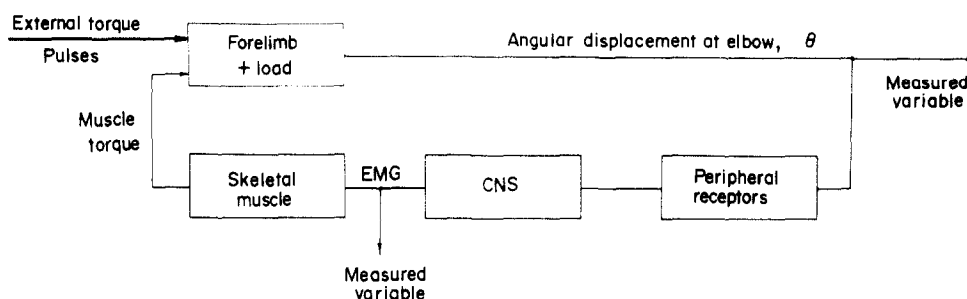 External torque
Pulses
Forelimb
+ load
Angular displacement at elbow, θ
Measured
variable
Muscle
torque
Skeletal
muscle
EMG
CNS
Peripheral
receptors
Measured
variable